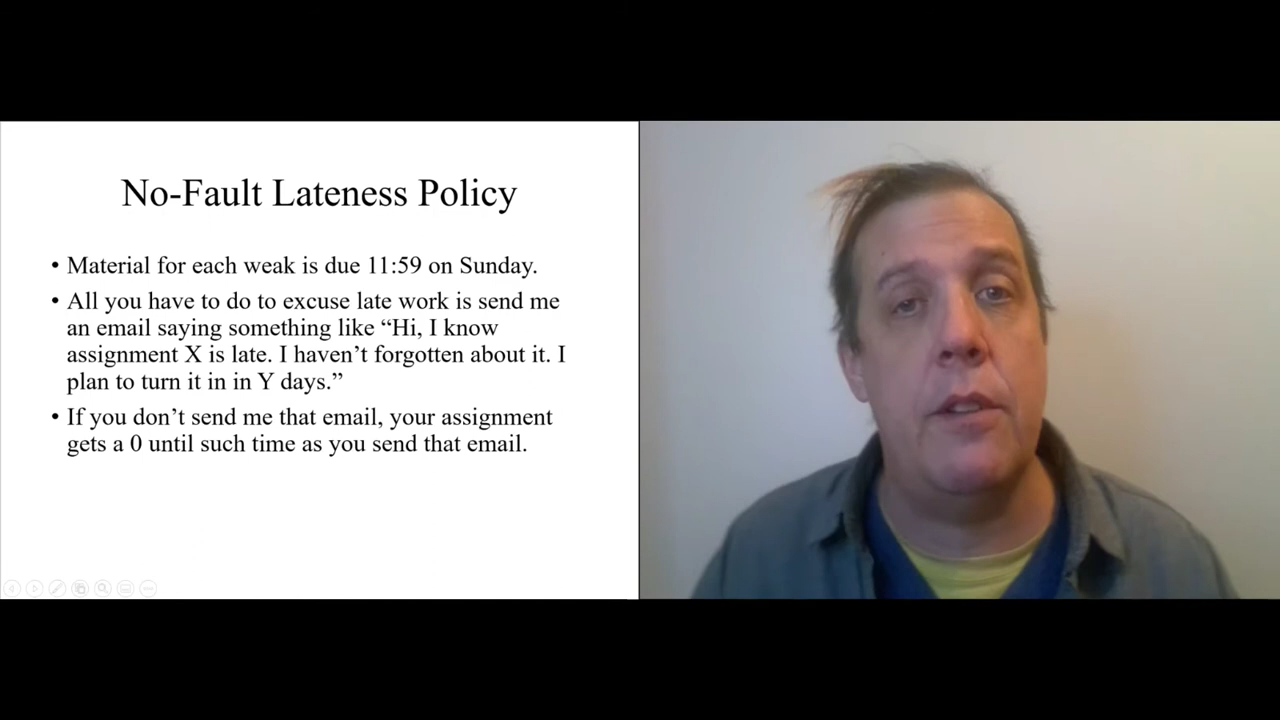 No-Fault Lateness Policy
• Material for each weak is due 11:59 on Sunday.
• All you have to do to excuse late work is send me
an email saying something like “Hi, I know
assignment X is late. I haven’t forgotten about it. I
plan to turn it in in Y days.”
• If you don’t send me that email, your assignment
gets a 0 until such time as you send that email.